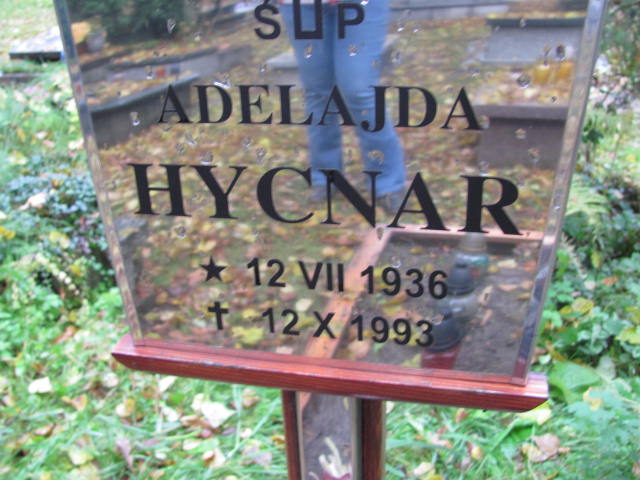 Ś P
ADELAJDA
HYCNAR
★ 12 VII 1936
✝ 12 X 1993